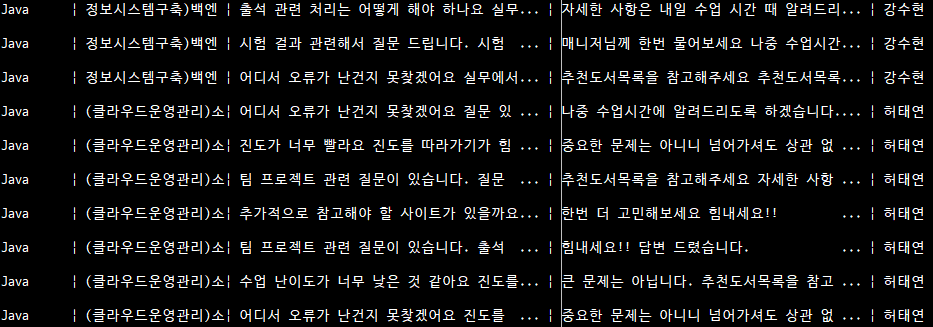 Java ¦ 정보시스템구축)백엔 ¦ 출석 관련 처리는 어떻게 해야 하나요 실무... ¦ 자세한 사항은 내일 수업 시간 때 알려드리... ¦ 강수현
Java ¦ 정보시스템구축)백엔 ¦ 시험 결과 관련해서 질문 드립니다. 시험 ... ¦ 매니저님께 한번 물어보세요 나중 수업시간... ¦ 강수현
Java ¦ 정보시스템구축)백엔 ¦ 어디서 오류가 난건지 못찾겠어요 실무에서... ¦ 추천도서목록을 참고해주세요 추천도서목록... ¦ 강수현
Java ¦ (클라우드운영관리)소¦ 어디서 오류가 난건지 못찾겠어요 질문 있 ... ¦ 나중 수업시간에 알려드리도록 하겠습니다.... ¦ 허태연
Java ¦ (클라우드운영관리)소¦ 진도가 너무 빨라요 진도를 따라가기가 힘 ... ¦ 중요한 문제는 아니니 넘어가셔도 상관 없 ... ¦ 허태연
Java ¦ (클라우드운영관리)소¦ 팀 프로젝트 관련 질문이 있습니다. 질문 ... ¦ 추천도서목록을 참고해주세요 자세한 사항 ... ¦ 허태연
Java ¦ (클라우드운영관리)소¦ 추가적으로 참고해야 할 사이트가 있을까요... ¦ 한번 더 고민해보세요 힘내세요!! ... ¦ 허태연
Java ¦ (클라우드운영관리)소¦ 팀 프로젝트 관련 질문이 있습니다. 출석 ... ¦ 힘내세요!! 답변 드렸습니다. ... ¦ 허태연
Java ¦ (클라우드운영관리)소¦ 수업 난이도가 너무 낮은 것 같아요 진도를... ¦ 큰 문제는 아닙니다. 추천도서목록을 참고 ... ¦ 허태연
Java ¦ (클라우드운영관리)소¦ 어디서 오류가 난건지 못찾겠어요 진도를 ... ¦ 중요한 문제는 아니니 넘어가셔도 상관 없 ... ¦ 허태연